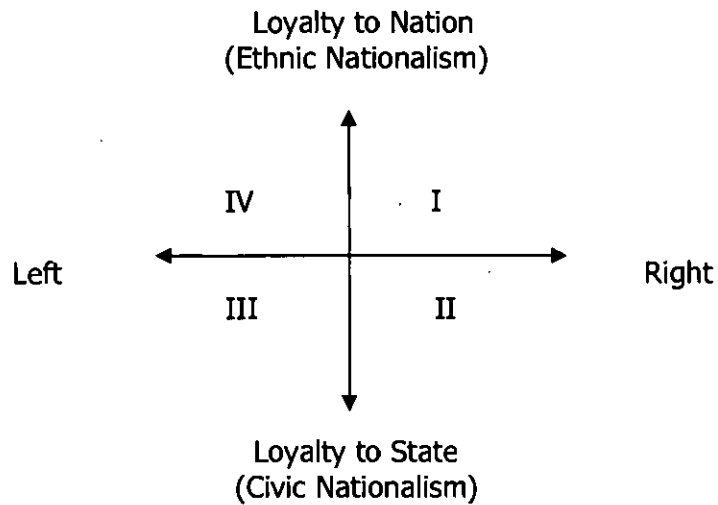 Loyalty to Nation
(Ethnic Nationalism)
IV
I
Left
Right
III
II
Loyalty to State
(Civic Nationalism)